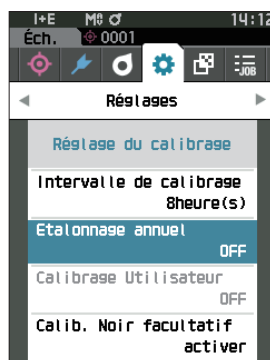 I+E M0 14:12
Éch. 0001
-JOB
Réglages
Réglage du calibrage
Intervalle de calibrage
8heure(s)
Etalonnage annuel
OFF
Calibrage Utilisateur
OFF
Calib. Noir facultatif
activer